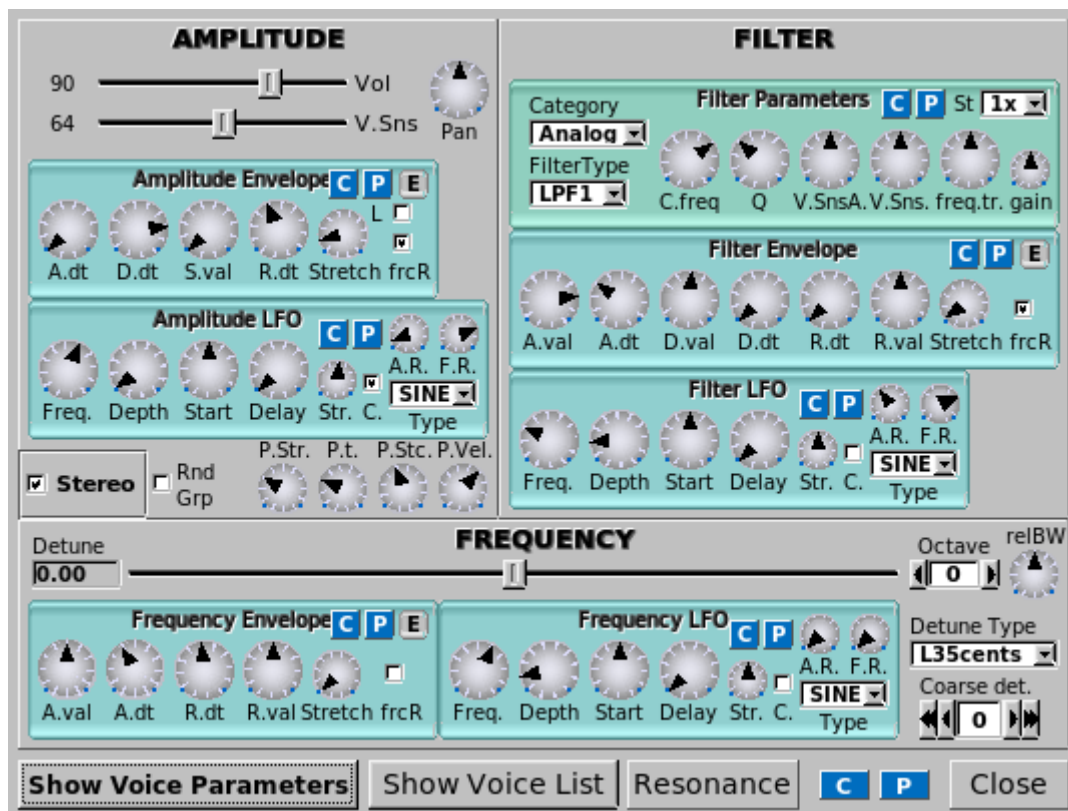 AMPLITUDE
90 Vol
64 V.Sns
Pan
Amplitude Envelope C P E
L
A.dt D.dt S.val R.dt Stretch frcR
Amplitude LFO C P
A.R. F.R.
SINE
Freq. Depth Start Delay Str. C.
Type
Stereo
Rnd
Grp
P.Str. P.t. P.Stc. P.Vel.
FILTER
Category
Analog
Filter Parameters C P St 1x
FilterType
LPF1
C.freq Q V.SnsA. V.Sns. freq.tr. gain
Filter Envelope C P E
A.val A.dt D.val D.dt R.dt R.val Stretch frcR
Filter LFO C P
A.R. F.R.
SINE
Freq. Depth Start Delay Str. C.
Type
FREQUENCY
Detune
0.00
Octave
0
relBW
Frequency Envelope C P E
A.val A.dt R.dt R.val Stretch frcR
Frequency LFO C P
A.R. F.R.
SINE
Freq. Depth Start Delay Str. C.
Type
Detune Type
L35cents
Coarse det.
0
Show Voice Parameters Show Voice List Resonance C P Close